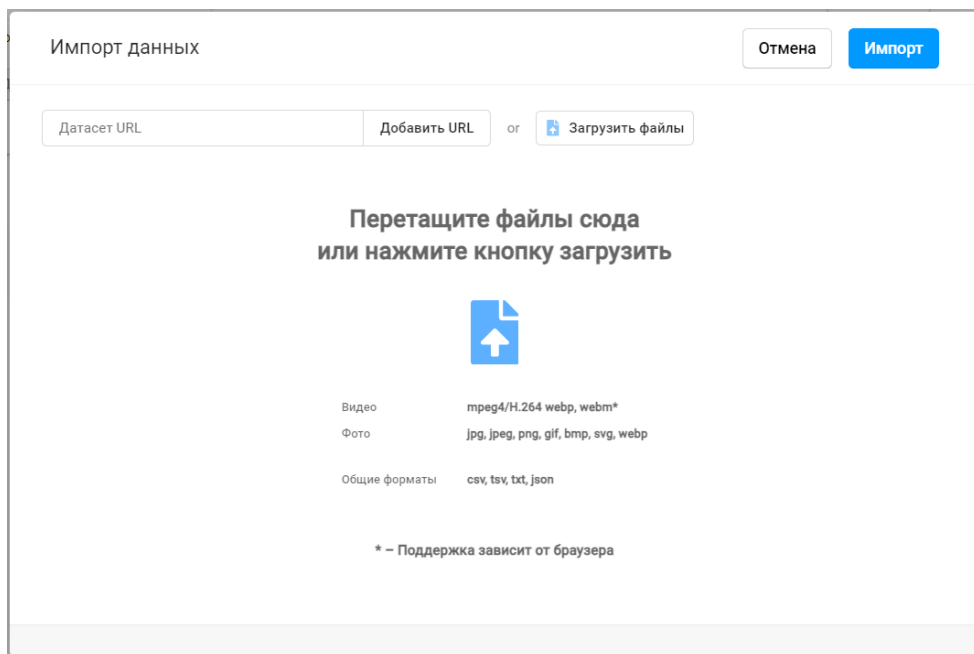 Импорт данных
Отмена
Импорт
Датасет URL
Добавить URL
or
Загрузить файлы
Перетащите файлы сюда
или нажмите кнопку загрузить
Видео mpeg4/H.264 webp, webm*
Фото jpg, jpeg, png, gif, bmp, svg, webp
Общие форматы csv, tsv, txt, json
* – Поддержка зависит от браузера